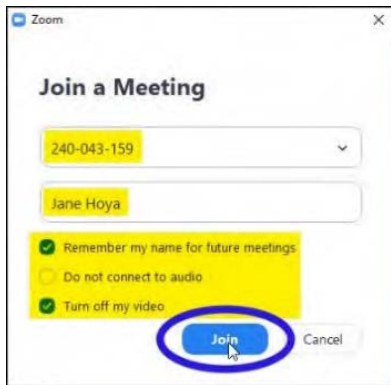 Zoom
Join a Meeting
240-043-159
Jane Hoya
Remember my name for future meetings
Do not connect to audio
Turn off my video
Join Cancel